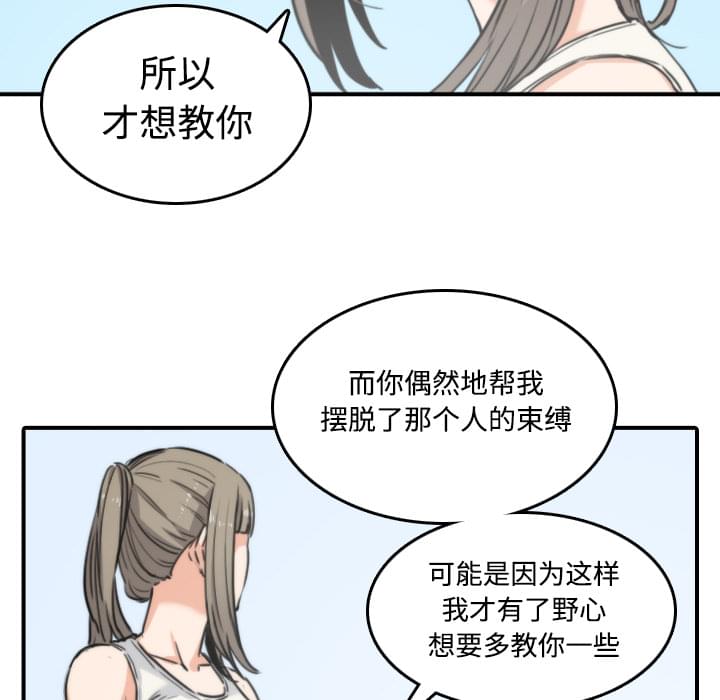 所以
才想教你
而你偶然地帮我
摆脱了那个人的束缚
可能是因为这样
我才有了野心
想要多教你一些